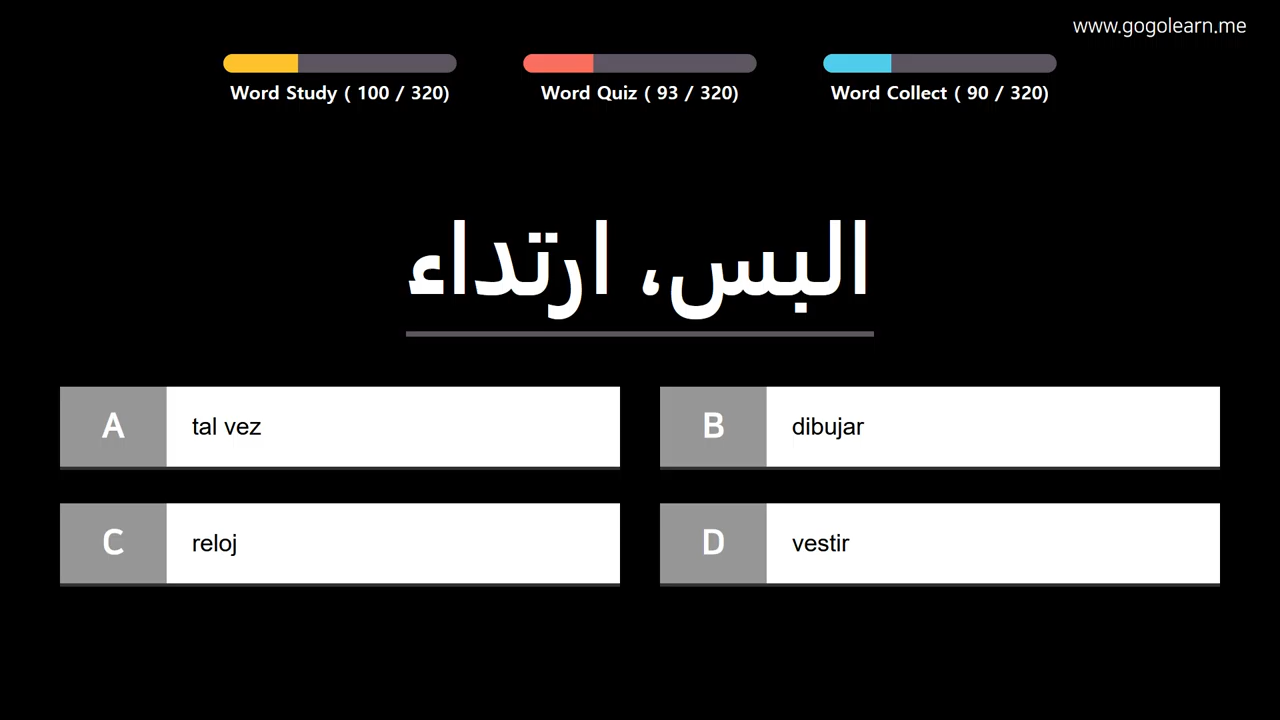 www.gogolearn.me
Word Study ( 100 / 320)
Word Quiz ( 93 / 320)
Word Collect ( 90 / 320)
البس، ارتداء
A tal vez
B dibujar
C reloj
D vestir